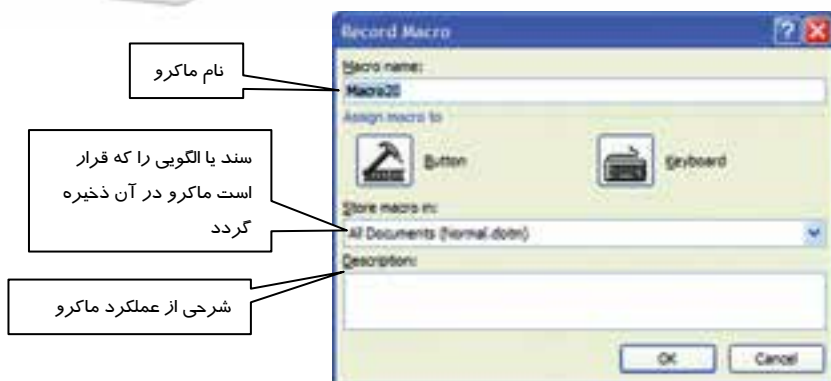 Record Macro
Macro name:
نام ماکرو
Macro20
Assign macro to
Button
Keyboard
سند یا الگویی را که قرار
است ماکرو در آن ذخیره
گردد
Store macro in:
All Documents (Normal.dotm)
Description:
شرحی از عملکرد ماکرو
OK
Cancel